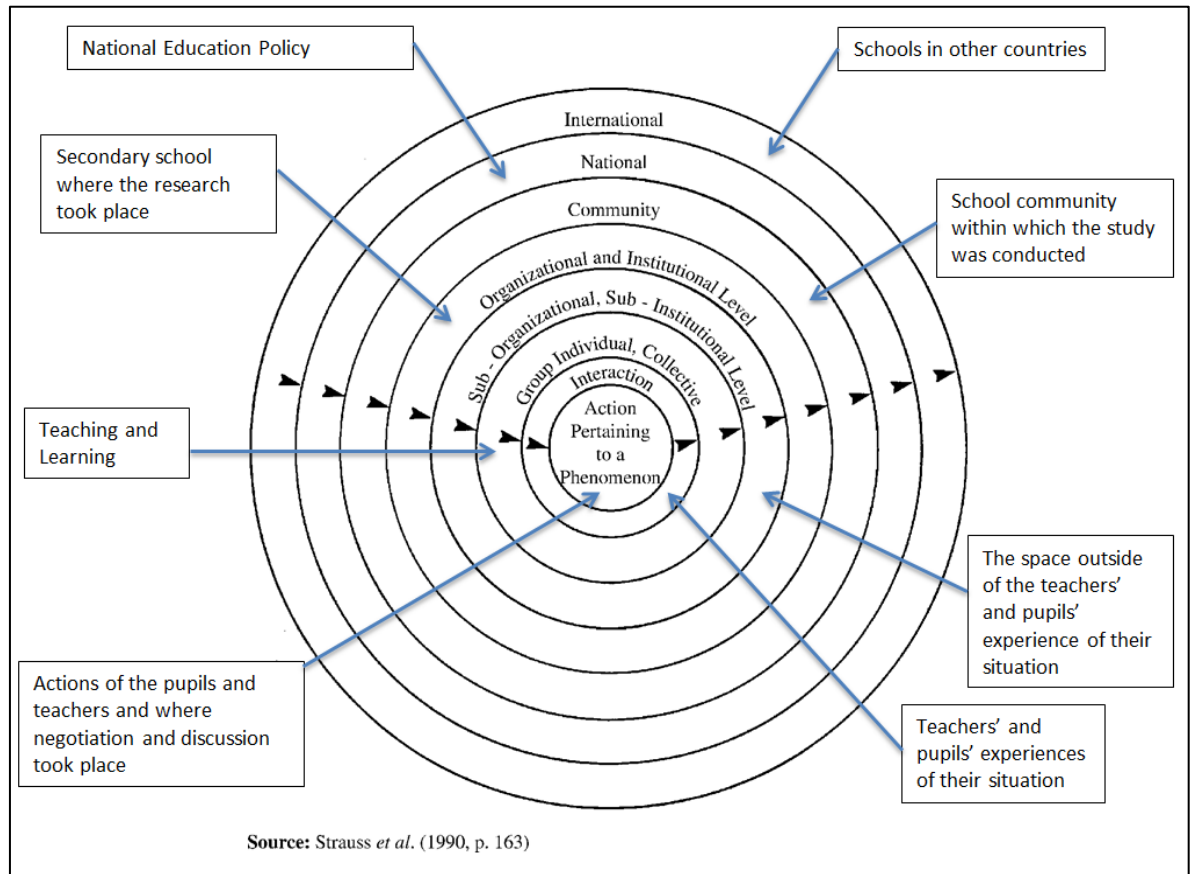 National Education Policy
Schools in other countries
International
Secondary school
where the research
took place
National
School community
within which the study
was conducted
Community
Organizational and Institutional Level
Sub - Organizational, Sub - Institutional Level
Group Individual, Collective
Interaction
Action
Pertaining
to a
Phenomenon
Teaching and
Learning
The space outside
of the teachers’
and pupils’
experience of their
situation
Actions of the pupils and
teachers and where
negotiation and discussion
took place
Teachers’ and
pupils’ experiences
of their situation
Source: Strauss et al. (1990, p. 163)